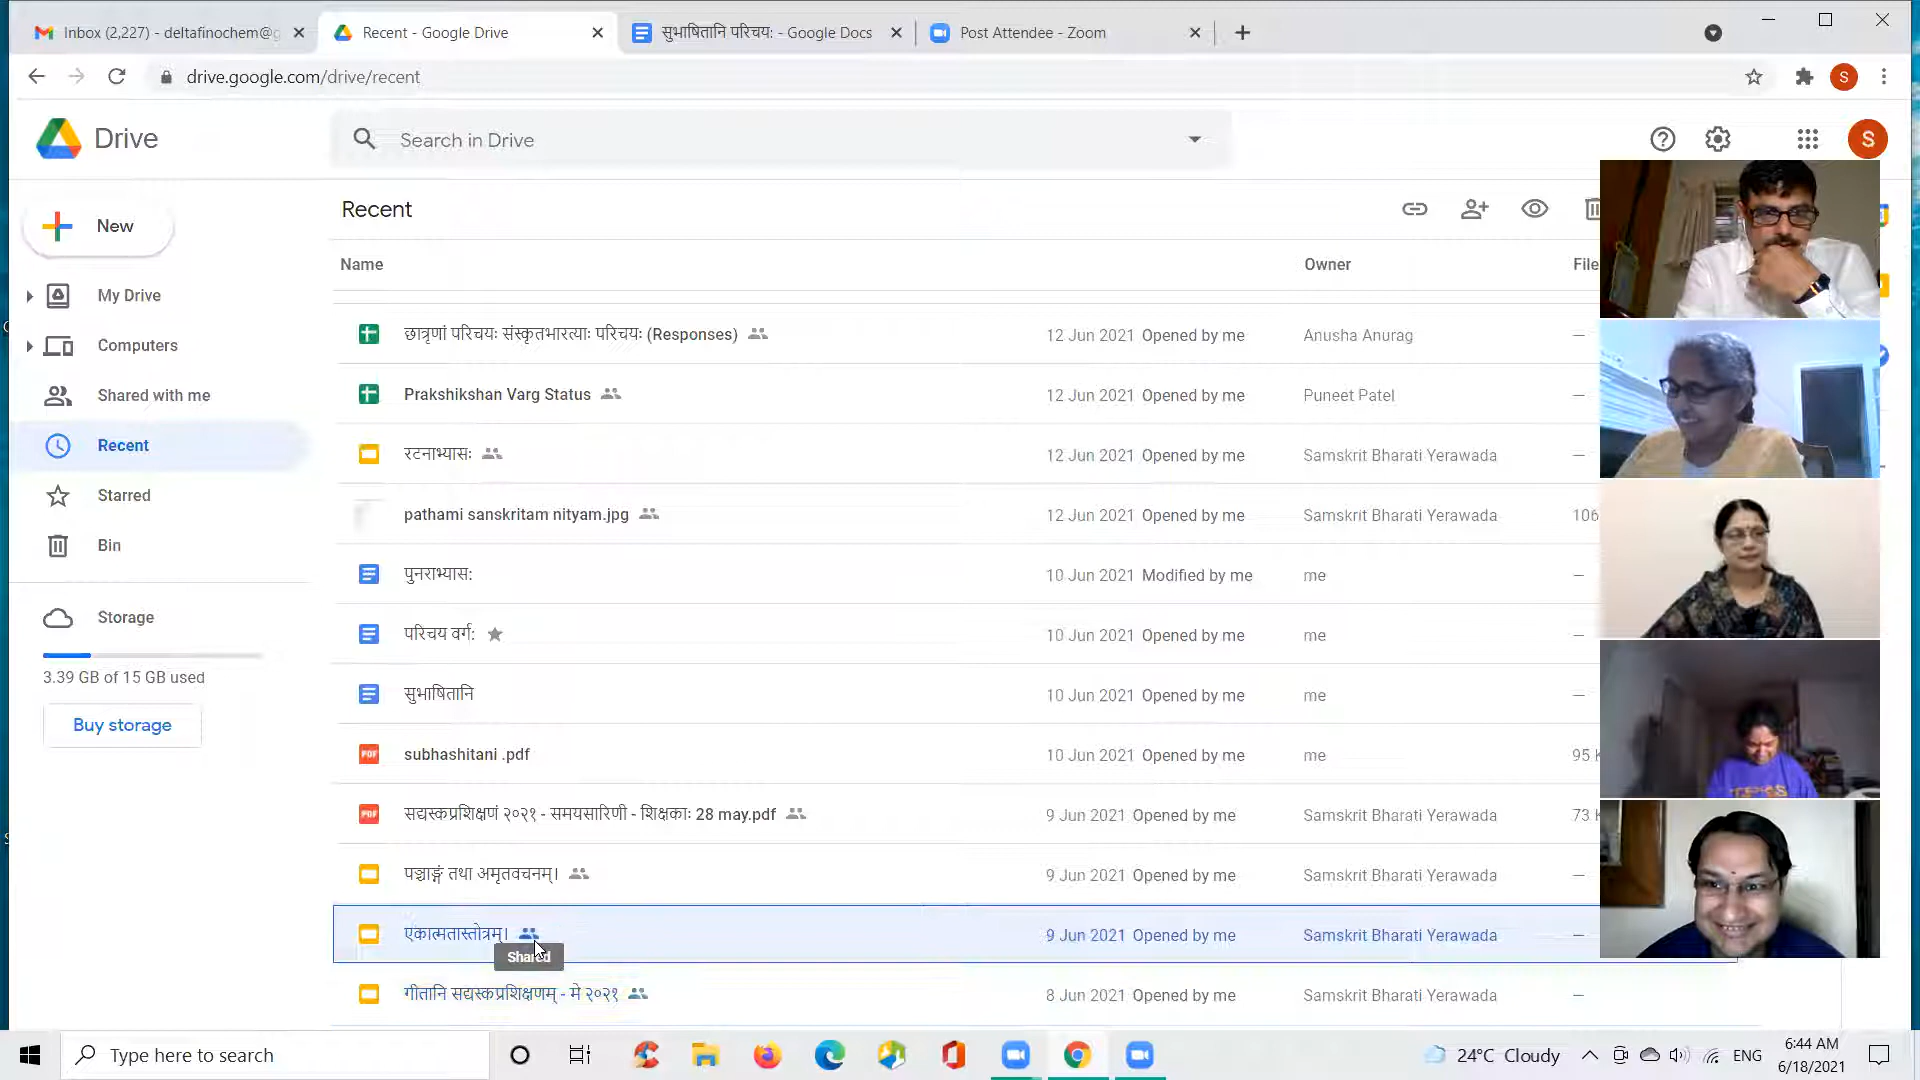 Inbox (2,227) - deltafinochem@g
Recent - Google Drive
सुभाषितानि परिचय: - Google Docs
Post Attendee - Zoom
drive.google.com/drive/recent
S
Drive
Search in Drive
S
New
Recent
Name
Owner
File
My Drive
Computers
Shared with me
Recent
Starred
Bin
Storage
3.39 GB of 15 GB used
Buy storage
छात्रृणां परिचयः संस्कृतभारत्याः परिचयः (Responses)
12 Jun 2021 Opened by me
Anusha Anurag
—
Prakshikshan Varg Status
12 Jun 2021 Opened by me
Puneet Patel
—
रटनाभ्यासः
12 Jun 2021 Opened by me
Samskrit Bharati Yerawada
—
pathami sanskritam nityam.jpg
12 Jun 2021 Opened by me
Samskrit Bharati Yerawada
106
पुनराभ्यास:
10 Jun 2021 Modified by me
me
—
परिचय वर्ग:
10 Jun 2021 Opened by me
me
—
सुभाषितानि
10 Jun 2021 Opened by me
me
—
PDF
subhashitani .pdf
10 Jun 2021 Opened by me
me
95 K
PDF
सद्यस्कप्रशिक्षणं २०२१ - समयसारिणी - शिक्षकाः 28 may.pdf
9 Jun 2021 Opened by me
Samskrit Bharati Yerawada
73 K
पञ्चाङ्गं तथा अमृतवचनम्।
9 Jun 2021 Opened by me
Samskrit Bharati Yerawada
—
एकात्मतास्तोत्रम्।
9 Jun 2021 Opened by me
Samskrit Bharati Yerawada
—
Shared
गीतानि सद्यस्कप्रशिक्षणम् - मे २०२१
8 Jun 2021 Opened by me
Samskrit Bharati Yerawada
—
Type here to search
24°C Cloudy
ENG
6:44 AM
6/18/2021